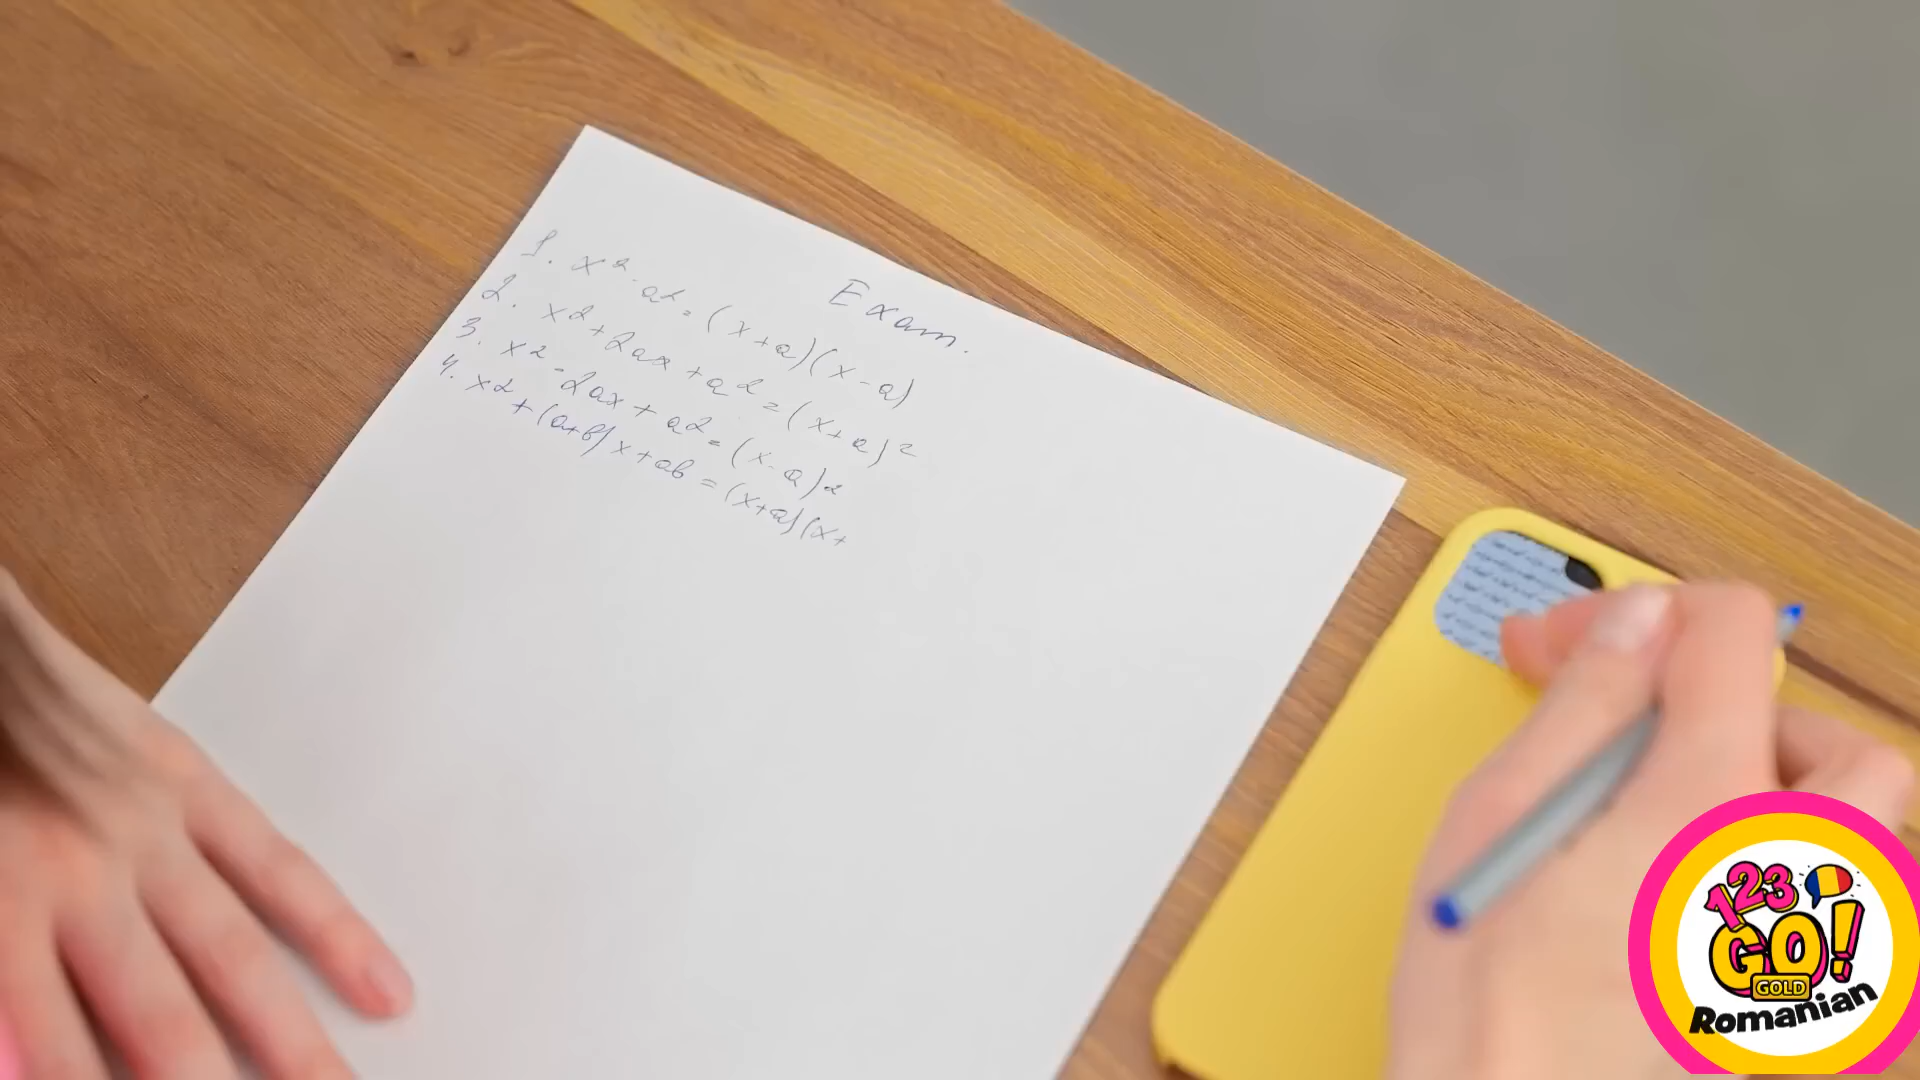 Exam.
1. x² - a² = (x+a)(x-a)
2. x² + 2ax + a² = (x+a)²
3. x² - 2ax + a² = (x-a)²
4. x² + (a+b)x + ab = (x+a)(x+
123
GO!
GOLD
Romanian